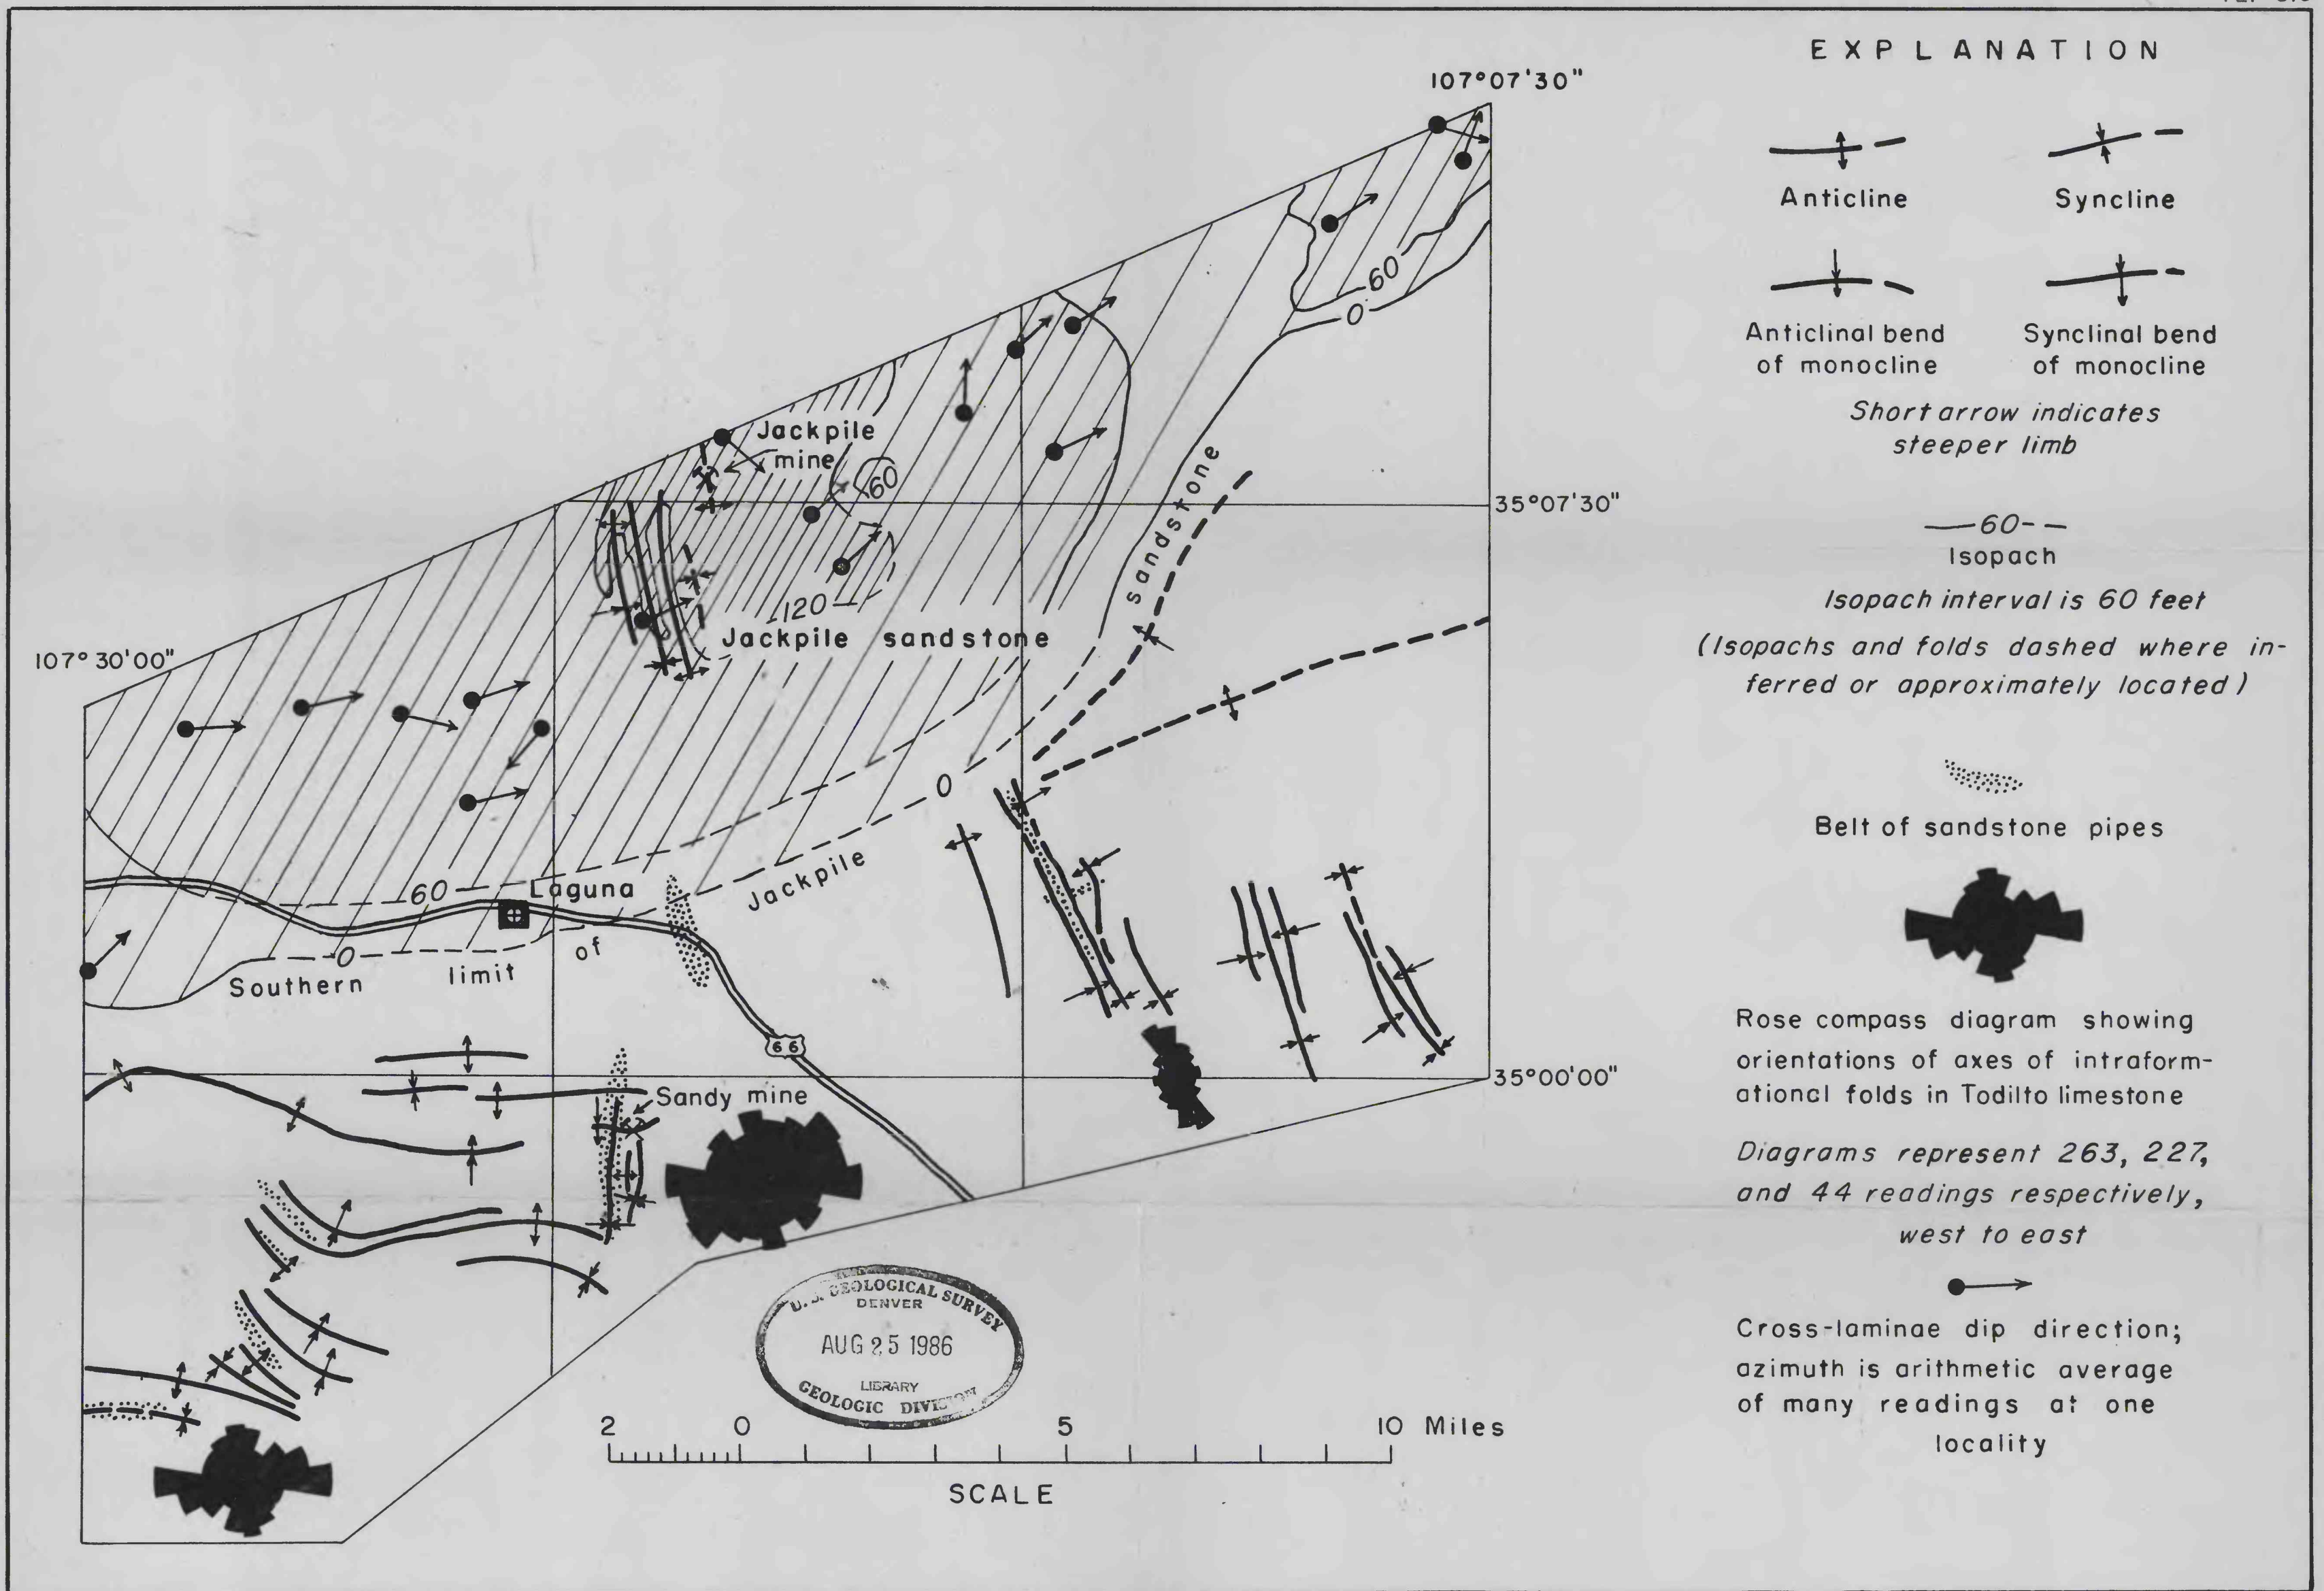 EXPLANATION
107°07'30"
Anticline
Syncline
Anticlinal bend
of monocline
Synclinal bend
of monocline
Short arrow indicates
steeper limb
60
Isopach
Isopach interval is 60 feet
(Isopachs and folds dashed where in-
ferred or approximately located)
Belt of sandstone pipes
Rose compass diagram showing
orientations of axes of intraform-
ational folds in Todilto limestone
Diagrams represent 263, 227,
and 44 readings respectively,
west to east
Cross-laminae dip direction;
azimuth is arithmetic average
of many readings at one
locality
60
0
Jackpile
mine
60
35°07'30"
sandstone
120
Jackpile sandstone
107°30'00"
0
Jackpile
60
Laguna
of
0
limit
Southern
66
35°00'00"
Sandy mine
U.S. GEOLOGICAL SURVEY
DENVER
AUG 25 1986
LIBRARY
GEOLOGIC DIVISION
2 0 5 10 Miles
SCALE